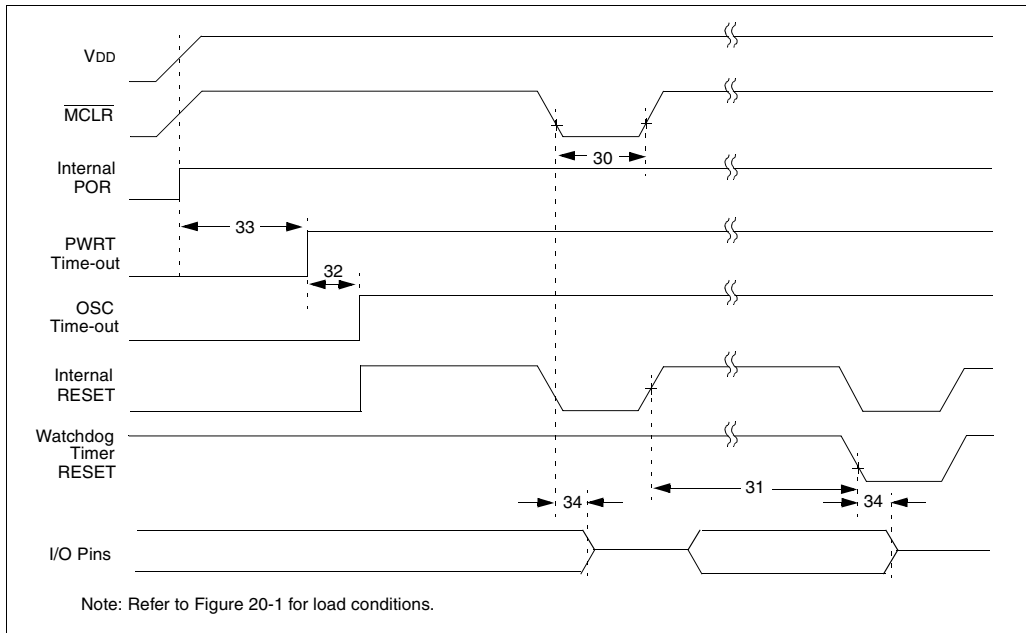 VDD
MCLR
30
Internal
POR
33
PWRT
Time-out
32
OSC
Time-out
Internal
RESET
Watchdog
Timer
RESET
31
34
34
I/O Pins
Note: Refer to Figure 20-1 for load conditions.